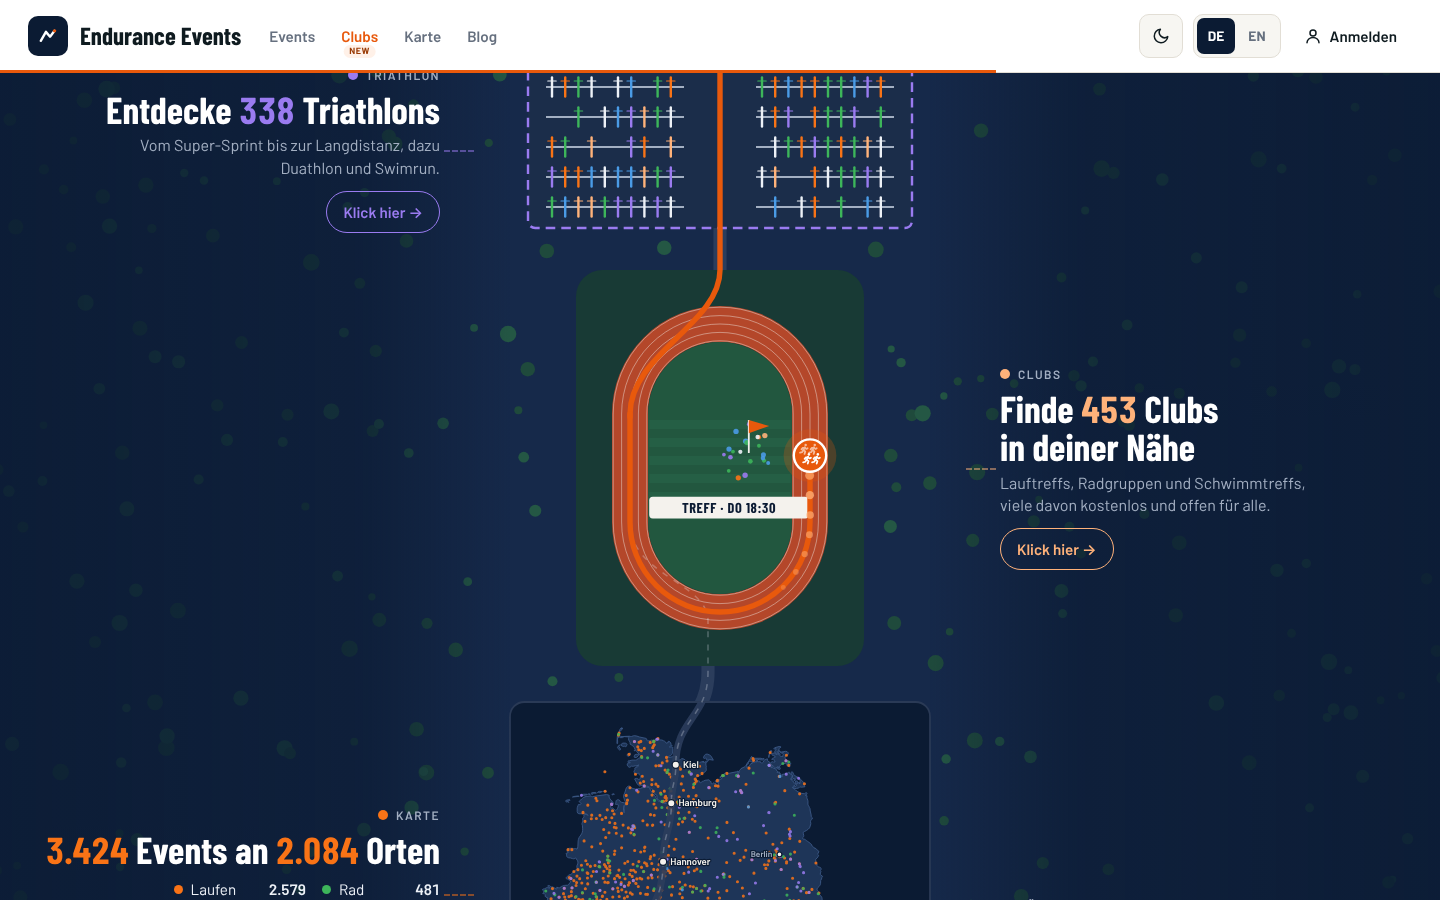 Endurance Events
Events
Clubs
NEW
Karte
Blog
DE
EN
Anmelden
TRIATHLON
Entdecke 338 Triathlons
Vom Super-Sprint bis zur Langdistanz, dazu
Duathlon und Swimrun.
Klick hier →
CLUBS
Finde 453 Clubs
in deiner Nähe
Lauftreffs, Radgruppen und Schwimmtreffs,
viele davon kostenlos und offen für alle.
Klick hier →
TREFF · DO 18:30
Kiel
Hamburg
Berlin
Hannover
KARTE
3.424 Events an 2.084 Orten
Laufen 2.579 Rad 481